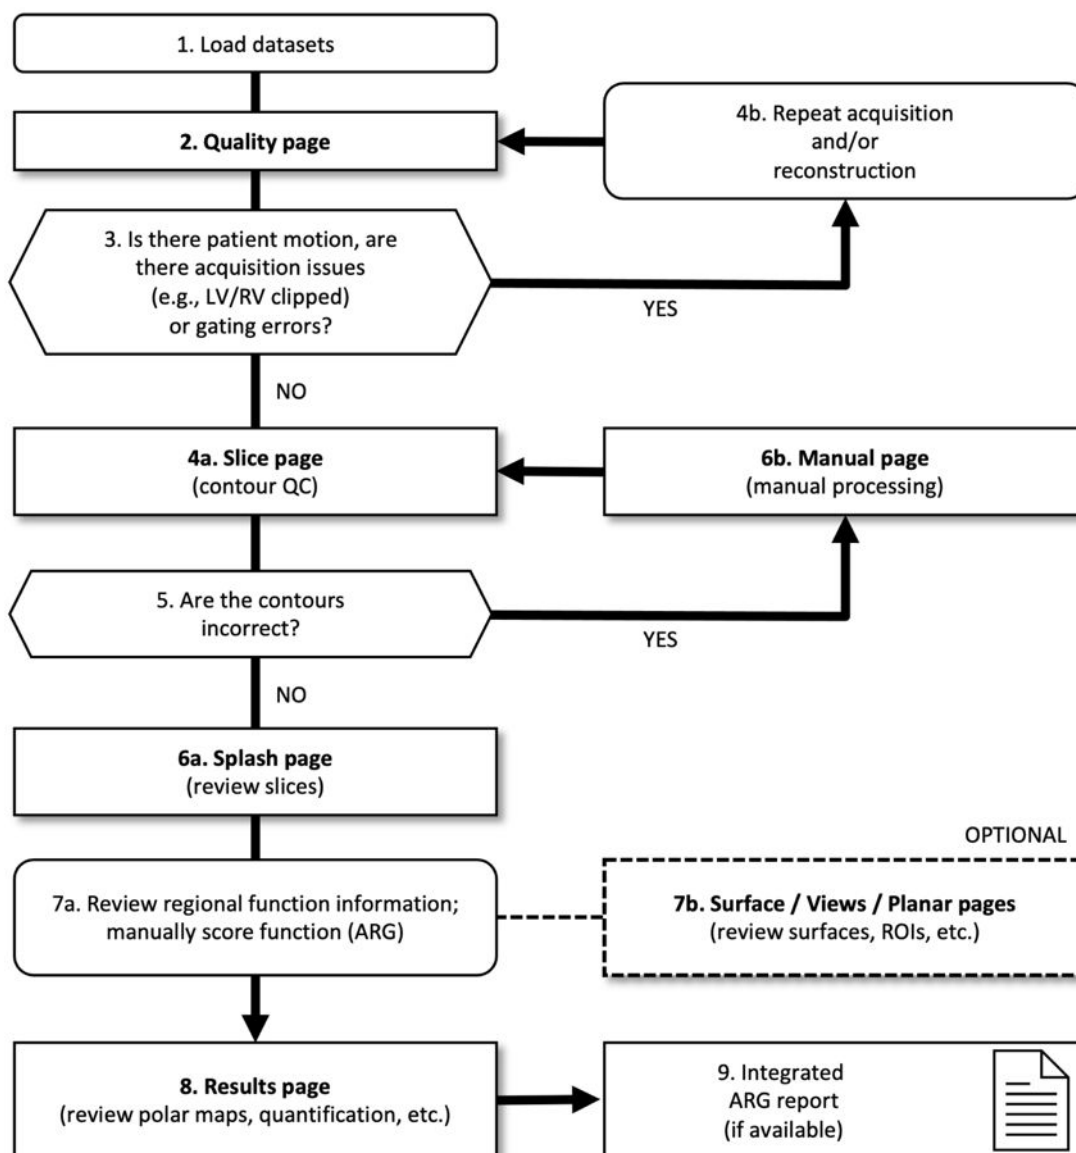 1. Load datasets
2. Quality page
4b. Repeat acquisition
and/or
reconstruction
3. Is there patient motion, are
there acquisition issues
(e.g., LV/RV clipped)
or gating errors?
YES
NO
4a. Slice page
(contour QC)
6b. Manual page
(manual processing)
5. Are the contours
incorrect?
YES
NO
6a. Splash page
(review slices)
OPTIONAL
7a. Review regional function information;
manually score function (ARG)
7b. Surface / Views / Planar pages
(review surfaces, ROIs, etc.)
8. Results page
(review polar maps, quantification, etc.)
9. Integrated
ARG report
(if available)